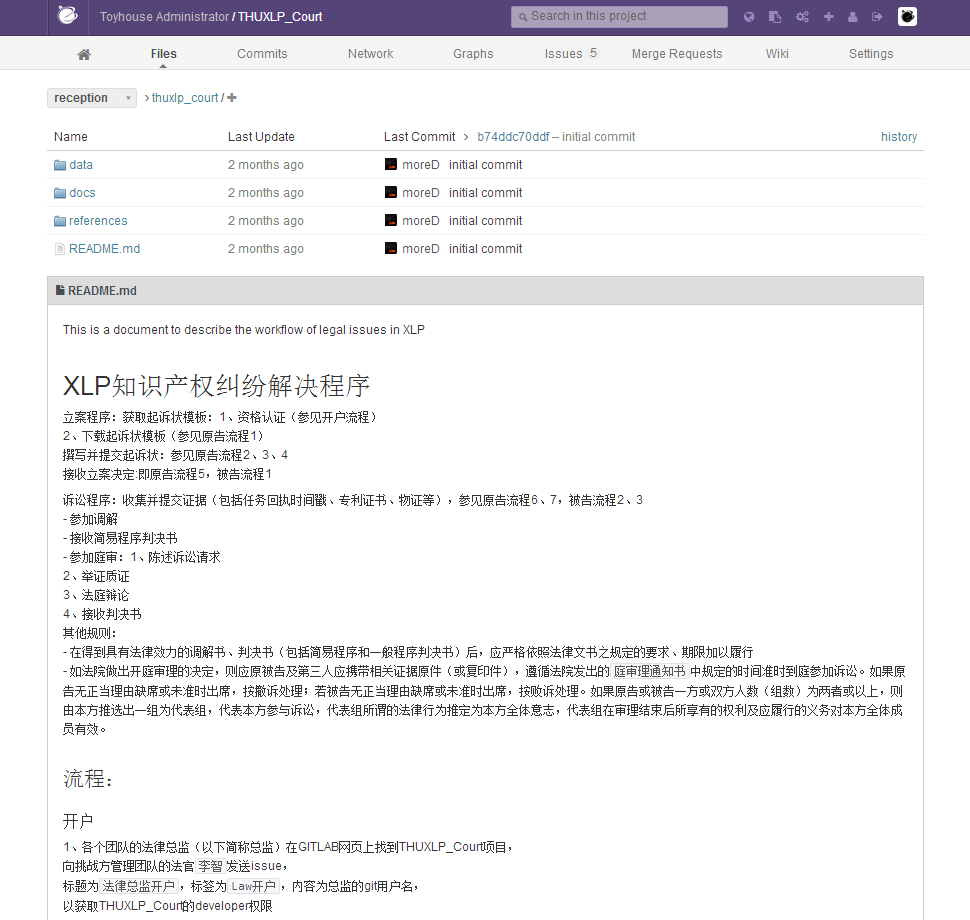 Toyhouse Administrator / THUXLP_Court
Search in this project
Files Commits Network Graphs Issues 5 Merge Requests Wiki Settings
reception
thuxlp_court /
Name Last Update Last Commit › b74ddc70ddf – initial commit history
data 2 months ago moreD initial commit
docs 2 months ago moreD initial commit
references 2 months ago moreD initial commit
README.md 2 months ago moreD initial commit
README.md
This is a document to describe the workflow of legal issues in XLP
XLP知识产权纠纷解决程序
立案程序：获取起诉状模板：1、资格认证（参见开户流程）
2、下载起诉状模板（参见原告流程1）
撰写并提交起诉状：参见原告流程2、3、4
接收立案决定:即原告流程5，被告流程1
诉讼程序：收集并提交证据（包括任务回执时间戳、专利证书、物证等），参见原告流程6、7，被告流程2、3
- 参加调解
- 接收简易程序判决书
- 参加庭审：1、陈述诉讼请求
2、举证质证
3、法庭辩论
4、接收判决书
其他规则：
- 在得到具有法律效力的调解书、判决书（包括简易程序和一般程序判决书）后，应严格依照法律文书之规定的要求、期限加以履行
- 如法院做出开庭审理的决定，则应原被告及第三人应携带相关证据原件（或复印件），遵循法院发出的 庭审理通知书 中规定的时间准时到庭参加诉讼。如果原
告无正当理由缺席或未准时出席，按撤诉处理；若被告无正当理由缺席或未准时出席，按败诉处理。如果原告或被告一方或双方人数（组数）为两者或以上，则
由本方推选出一组为代表组，代表本方参与诉讼，代表组所谓的法律行为推定为本方全体意志，代表组在审理结束后所享有的权利及应履行的义务对本方全体成
员有效。
流程：
开户
1、各个团队的法律总监（以下简称总监）在GITLAB网页上找到THUXLP_Court项目，
向挑战方管理团队的法官 李智 发送issue，
标题为 法律总监开户 ，标签为 Law开户 ，内容为总监的git用户名，
以获取THUXLP_Court的developer权限